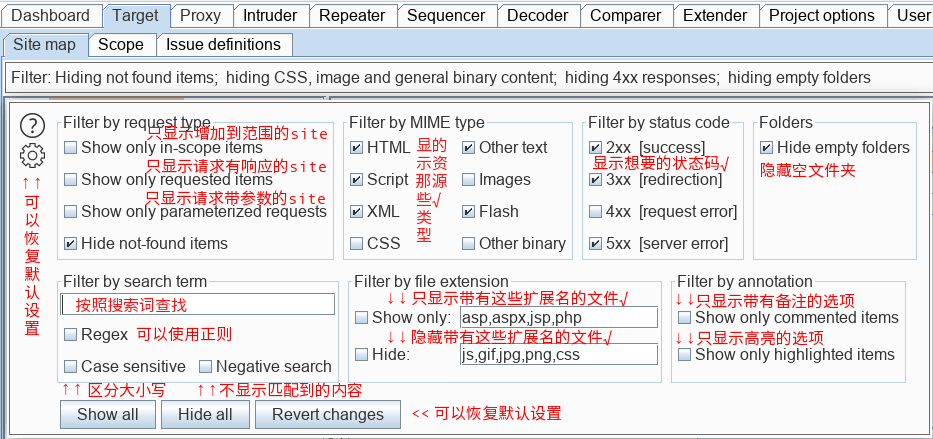 Dashboard Target Proxy Intruder Repeater Sequencer Decoder Comparer Extender Project options User
Site map Scope Issue definitions
Filter: Hiding not found items; hiding CSS, image and general binary content; hiding 4xx responses; hiding empty folders
?
↑↑可以恢复默认设置
Filter by request type
只显示增加到范围的site
Show only in-scope items
只显示请求有响应的site
Show only requested items
只显示请求带参数的site
Show only parameterized requests
Hide not-found items
Filter by MIME type
HTML
Script
XML
CSS
显示那些类型
的资源√
Other text
Images
Flash
Other binary
Filter by status code
2xx [success]
显示想要的状态码√
3xx [redirection]
4xx [request error]
5xx [server error]
Folders
Hide empty folders
隐藏空文件夹
Filter by search term
按照搜索词查找
Regex 可以使用正则
Case sensitive Negative search
↑↑ 区分大小写 ↑↑不显示匹配到的内容
Filter by file extension
↓↓只显示带有这些扩展名的文件√
Show only: asp,aspx,jsp,php
↓↓隐藏带有这些扩展名的文件√
Hide: js,gif,jpg,png,css
Filter by annotation
↓↓只显示带有备注的选项
Show only commented items
↓↓只显示高亮的选项
Show only highlighted items
Show all Hide all Revert changes << 可以恢复默认设置